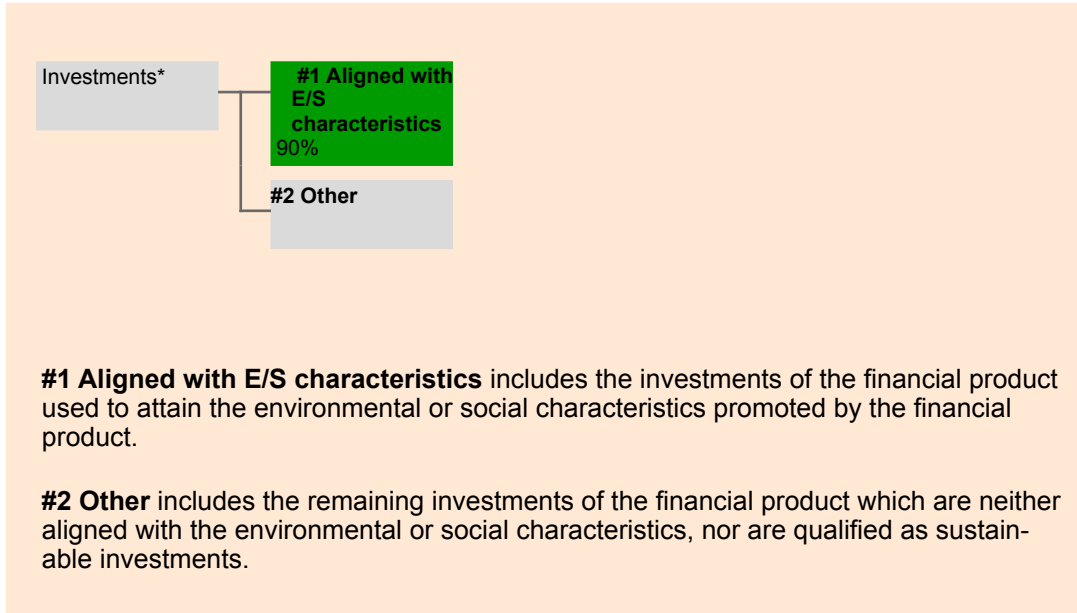 Investments*
#1 Aligned with
E/S
characteristics
90%
#2 Other
#1 Aligned with E/S characteristics includes the investments of the financial product
used to attain the environmental or social characteristics promoted by the financial
product.
#2 Other includes the remaining investments of the financial product which are neither
aligned with the environmental or social characteristics, nor are qualified as sustain-
able investments.